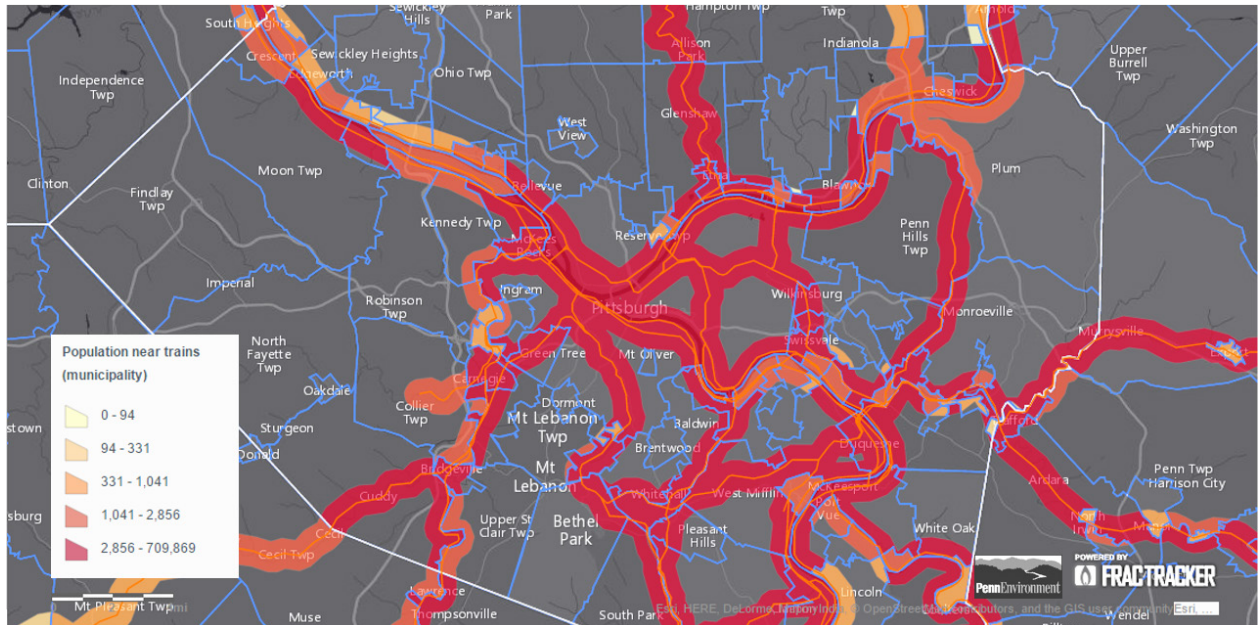 South Heights
Sewickley
Hills
Park
Hampton Twp
Twp
Arnold
Crescent
Sewickley Heights
Edgeworth
Ohio Twp
Allison
Park
Indianola
Upper
Burrell
Twp
Independence
Twp
Cheswick
Glenshaw
West
View
Washington
Twp
Clinton
Findlay
Twp
Moon Twp
Bellevue
Etna
Blawnox
Plum
Kennedy Twp
McKees
Rocks
Reserve Twp
Penn
Hills
Twp
Imperial
Robinson
Twp
Ingram
Pittsburgh
Wilkinsburg
Monroeville
Murrysville
Export
North
Fayette
Twp
Green Tree
Mt Oliver
Swissvale
Oakdale
Carnegie
Collier
Twp
Dormont
Mt Lebanon
Twp
Baldwin
Brentwood
Duquesne
Trafford
stown
Sturgeon
Donald
Mt
Lebanon
Bridgeville
Cuddy
Whitehall
West Mifflin
McKeesport
Port
Vue
Ardara
Penn Twp
Harrison City
rsburg
Cecil
Cecil Twp
Upper St
Clair Twp
Bethel
Park
Pleasant
Hills
White Oak
North
Irwin
Manor
Population near trains
(municipality)
0 - 94
94 - 331
331 - 1,041
1,041 - 2,856
2,856 - 709,869
Mt Pleasant Twp
mi
Muse
Lawrence
Thompsonville
South Park
Lincoln
Wendel
PennEnvironment
POWERED BY
FRACTRACKER
Esri, HERE, DeLorme, MapmyIndia, © OpenStreetMap contributors, and the GIS user community
Esri, ...